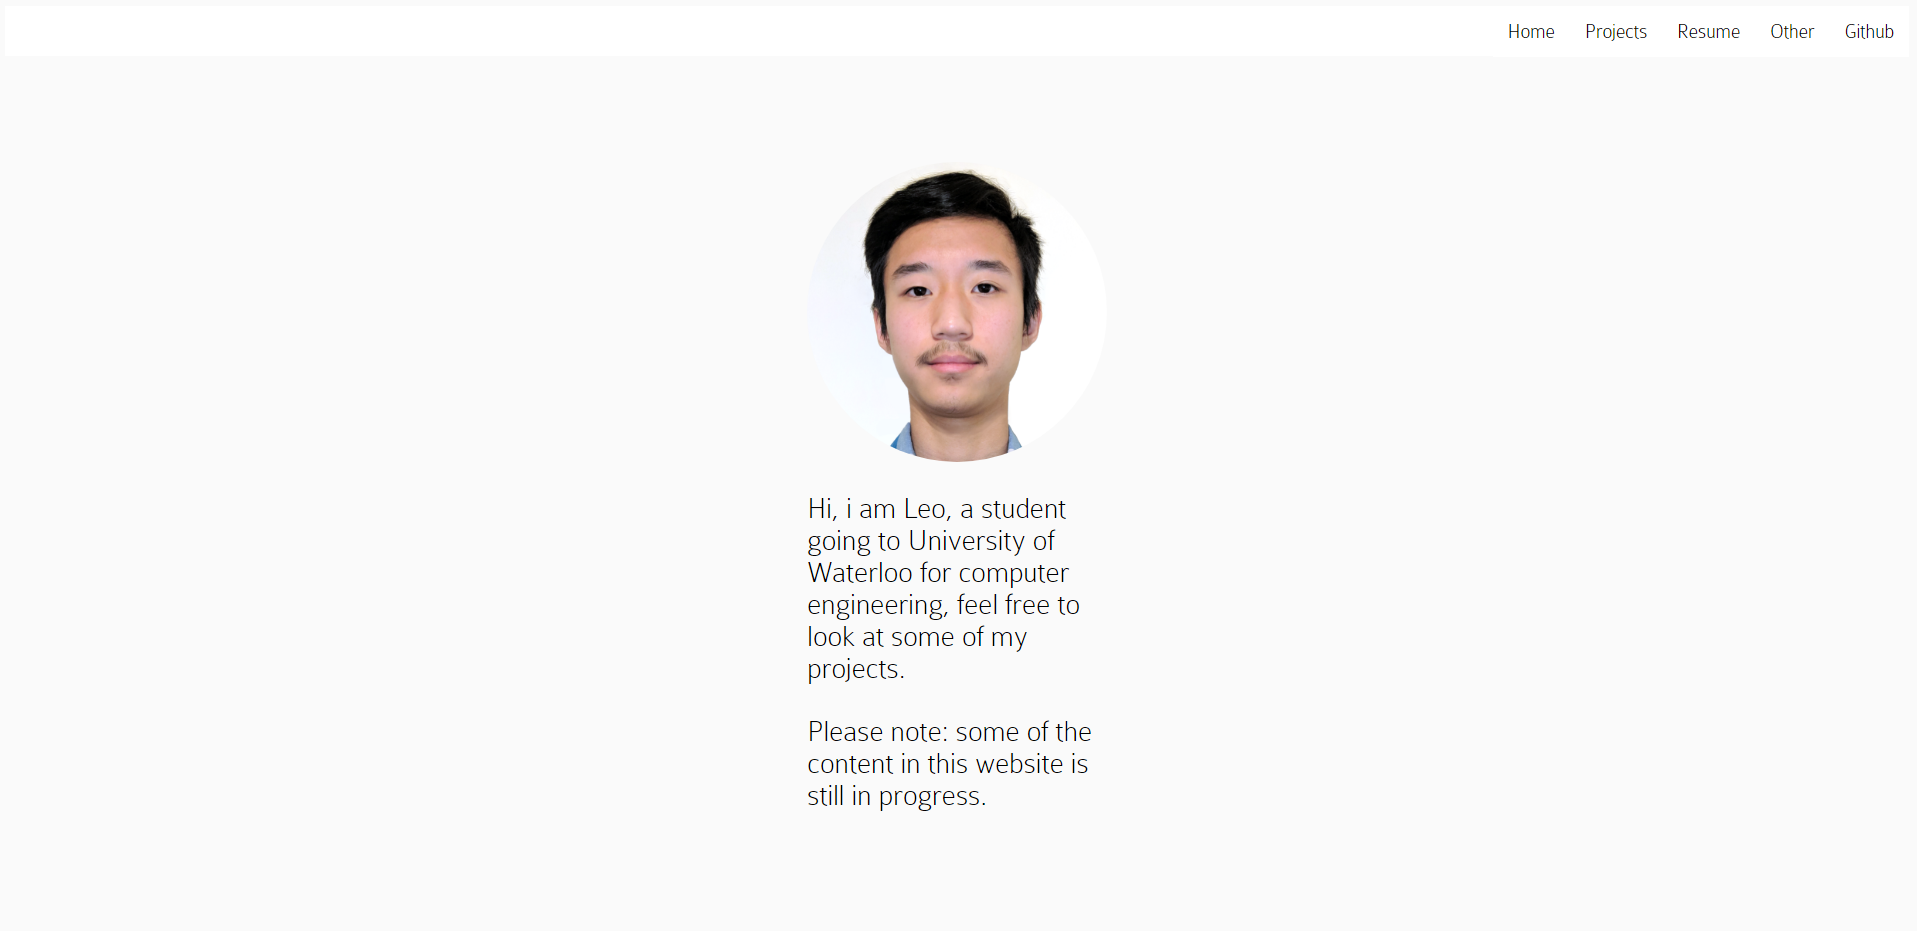 Home Projects Resume Other Github
Hi, i am Leo, a student
going to University of
Waterloo for computer
engineering, feel free to
look at some of my
projects.
Please note: some of the
content in this website is
still in progress.